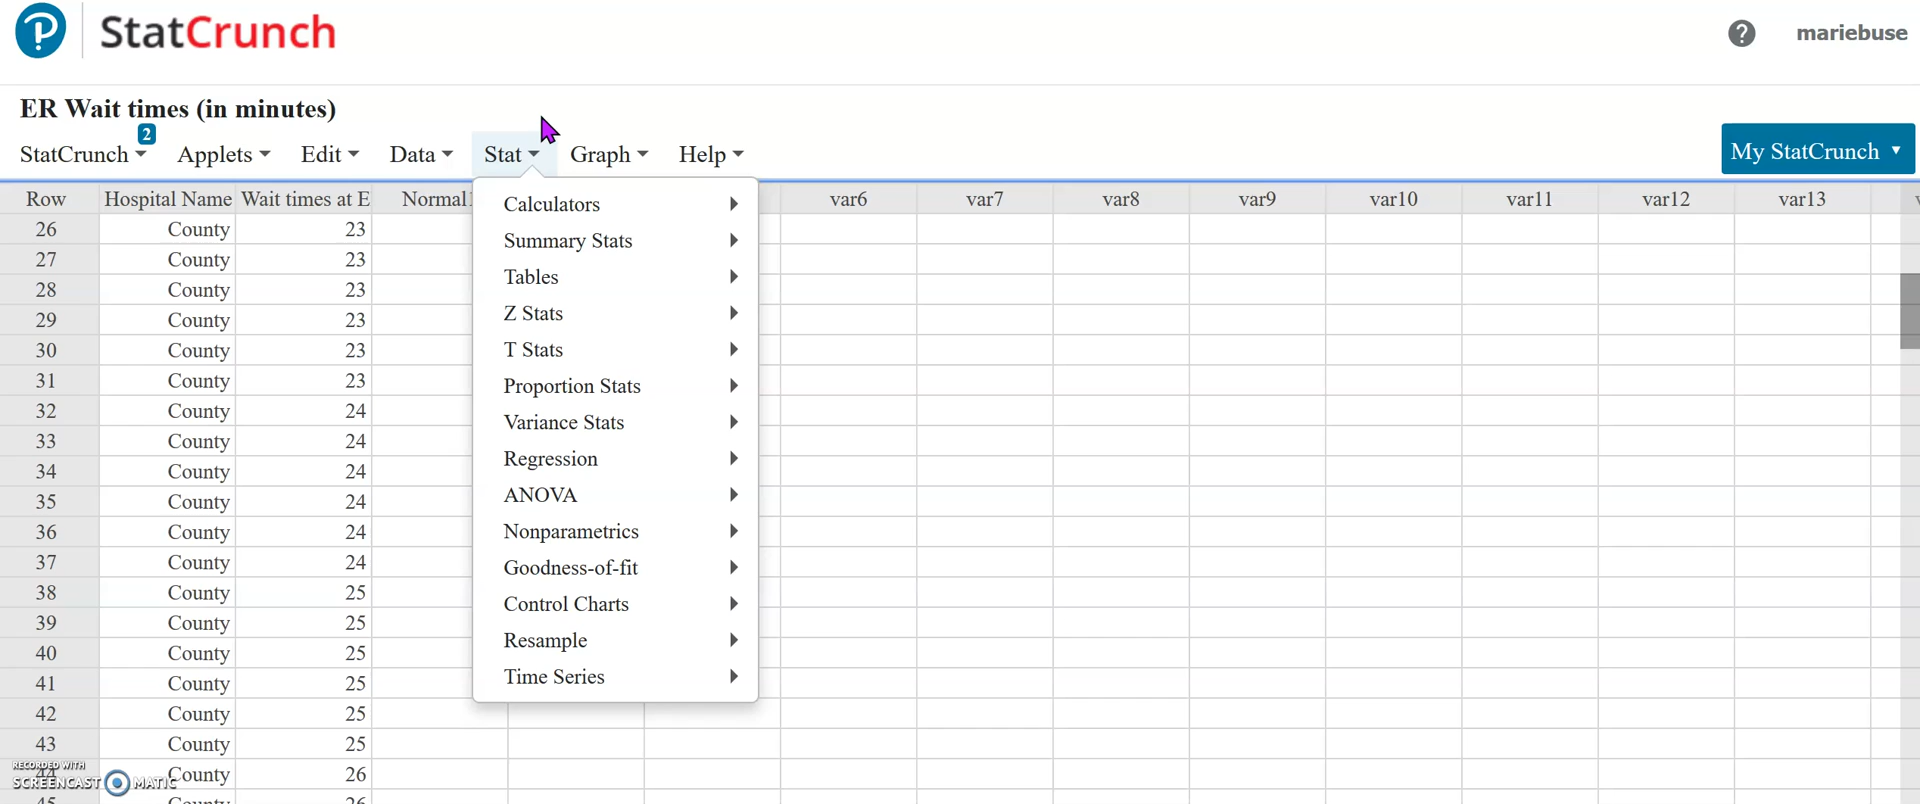 StatCrunch
? mariebuse
ER Wait times (in minutes)
StatCrunch 2 Applets Edit Data Stat Graph Help
My StatCrunch
Row Hospital Name Wait times at E Normal var6 var7 var8 var9 var10 var11 var12 var13
26 County 23
27 County 23
28 County 23
29 County 23
30 County 23
31 County 23
32 County 24
33 County 24
34 County 24
35 County 24
36 County 24
37 County 24
38 County 25
39 County 25
40 County 25
41 County 25
42 County 25
43 County 25
44 County 26
45 County 26
Calculators
Summary Stats
Tables
Z Stats
T Stats
Proportion Stats
Variance Stats
Regression
ANOVA
Nonparametrics
Goodness-of-fit
Control Charts
Resample
Time Series
RECORDED WITH
SCREENCAST MATIC